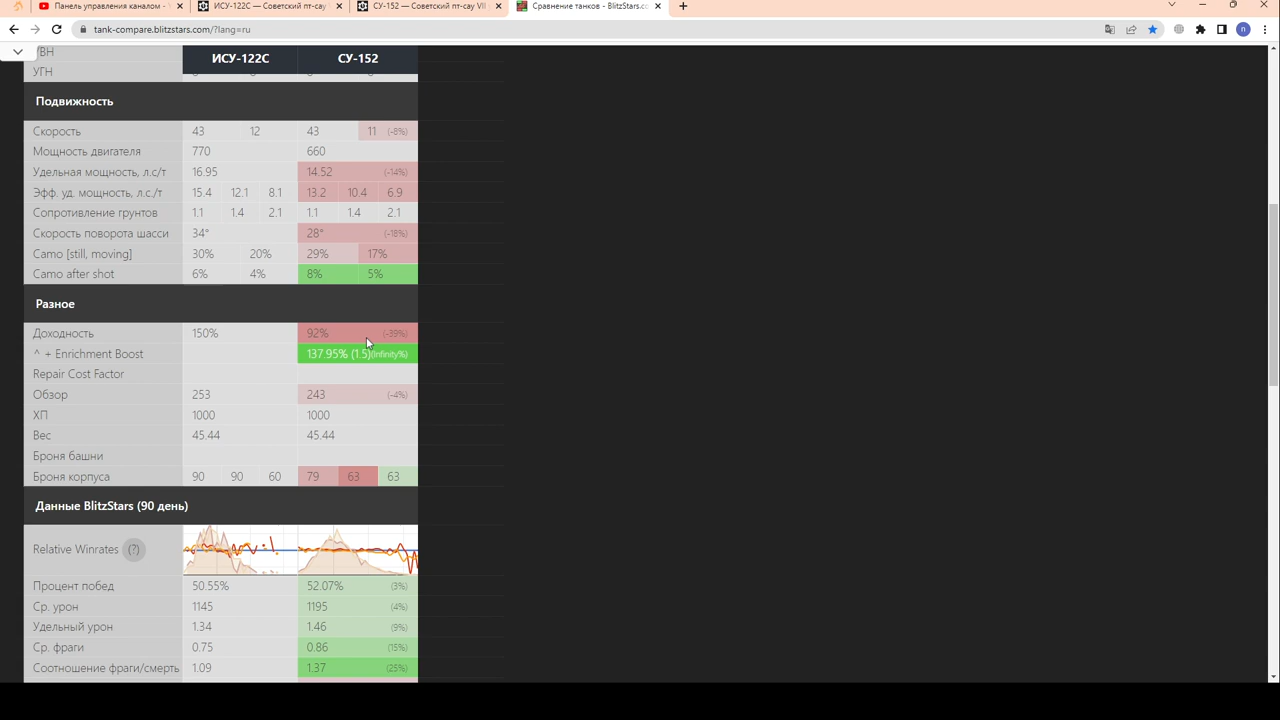 Панель управления каналом -
ИСУ-122С — Советский пт-сау
СУ-152 — Советский пт-сау VII
Сравнение танков - BlitzStars.co
tank-compare.blitzstars.com/?lang=ru
n
УВН
ИСУ-122С СУ-152
УГН
Подвижность
Скорость 43 12 43 11 (-8%)
Мощность двигателя 770 660
Удельная мощность, л.с/т 16.95 14.52 (-14%)
Эфф. уд. мощность, л.с./т 15.4 12.1 8.1 13.2 10.4 6.9
Сопротивление грунтов 1.1 1.4 2.1 1.1 1.4 2.1
Скорость поворота шасси 34° 28° (-18%)
Camo [still, moving] 30% 20% 29% 17%
Camo after shot 6% 4% 8% 5%
Разное
Доходность 150% 92% (-39%)
^ + Enrichment Boost 137.95% (1.5)(Infinity%)
Repair Cost Factor
Обзор 253 243 (-4%)
ХП 1000 1000
Вес 45.44 45.44
Броня башни
Броня корпуса 90 90 60 79 63 63
Данные BlitzStars (90 день)
Relative Winrates (?)
Процент побед 50.55% 52.07% (3%)
Ср. урон 1145 1195 (4%)
Удельный урон 1.34 1.46 (9%)
Ср. фраги 0.75 0.86 (15%)
Соотношение фраги/смерть 1.09 1.37 (25%)